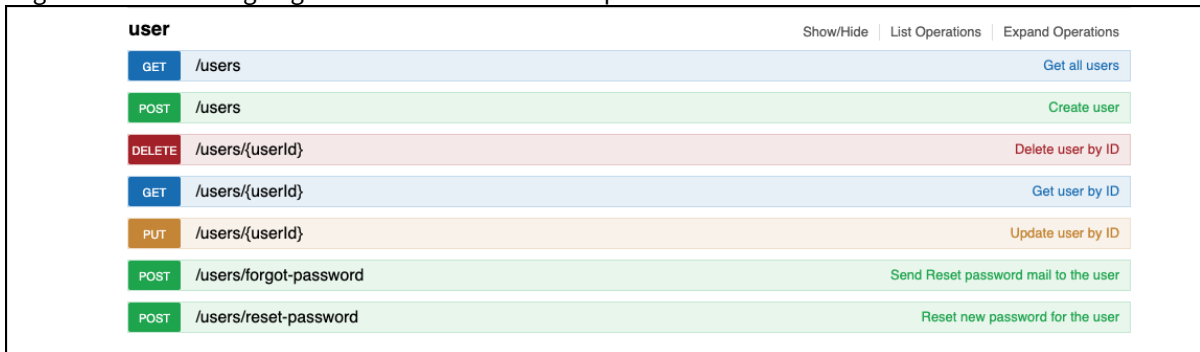 user Show/Hide List Operations Expand Operations
GET /users Get all users
POST /users Create user
DELETE /users/{userId} Delete user by ID
GET /users/{userId} Get user by ID
PUT /users/{userId} Update user by ID
POST /users/forgot-password Send Reset password mail to the user
POST /users/reset-password Reset new password for the user